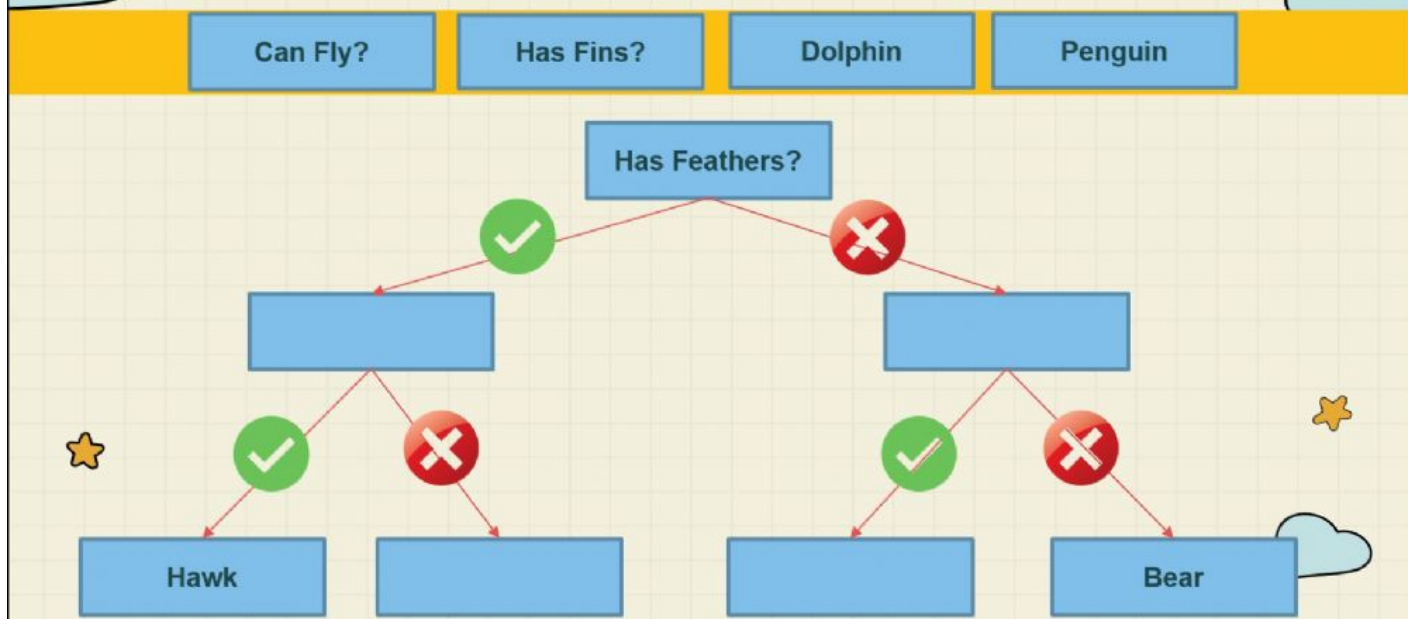 Can Fly?
Has Fins?
Dolphin
Penguin
Has Feathers?
Hawk
Bear